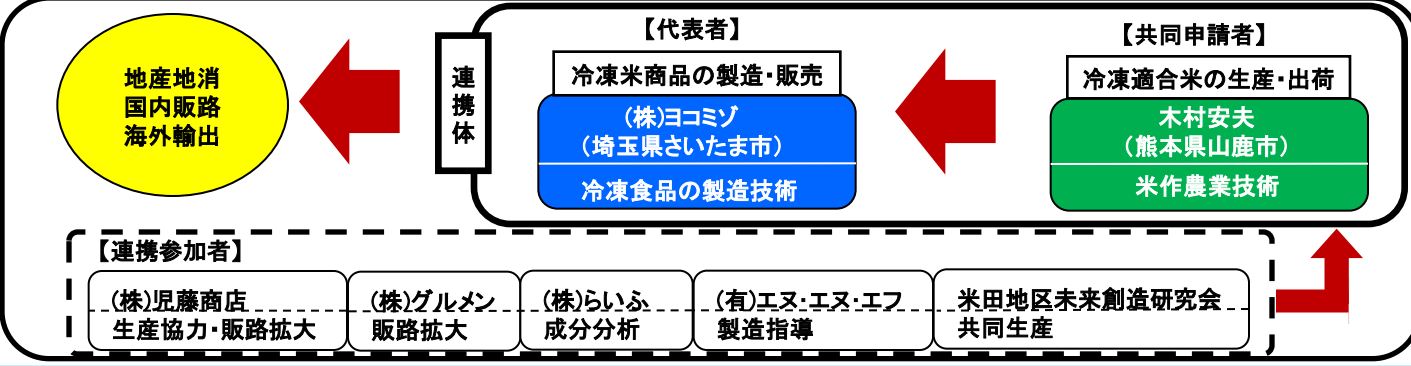 地産地消
国内販路
海外輸出
連携体
【代表者】
冷凍米商品の製造・販売
(株)ヨコミゾ
(埼玉県さいたま市)
冷凍食品の製造技術
【共同申請者】
冷凍適合米の生産・出荷
木村安夫
(熊本県山鹿市)
米作農業技術
【連携参加者】
(株)児藤商店
生産協力・販路拡大
(株)グルメン
販路拡大
(株)らいふ
成分分析
(有)エヌ・エヌ・エフ
製造指導
米田地区未来創造研究会
共同生産